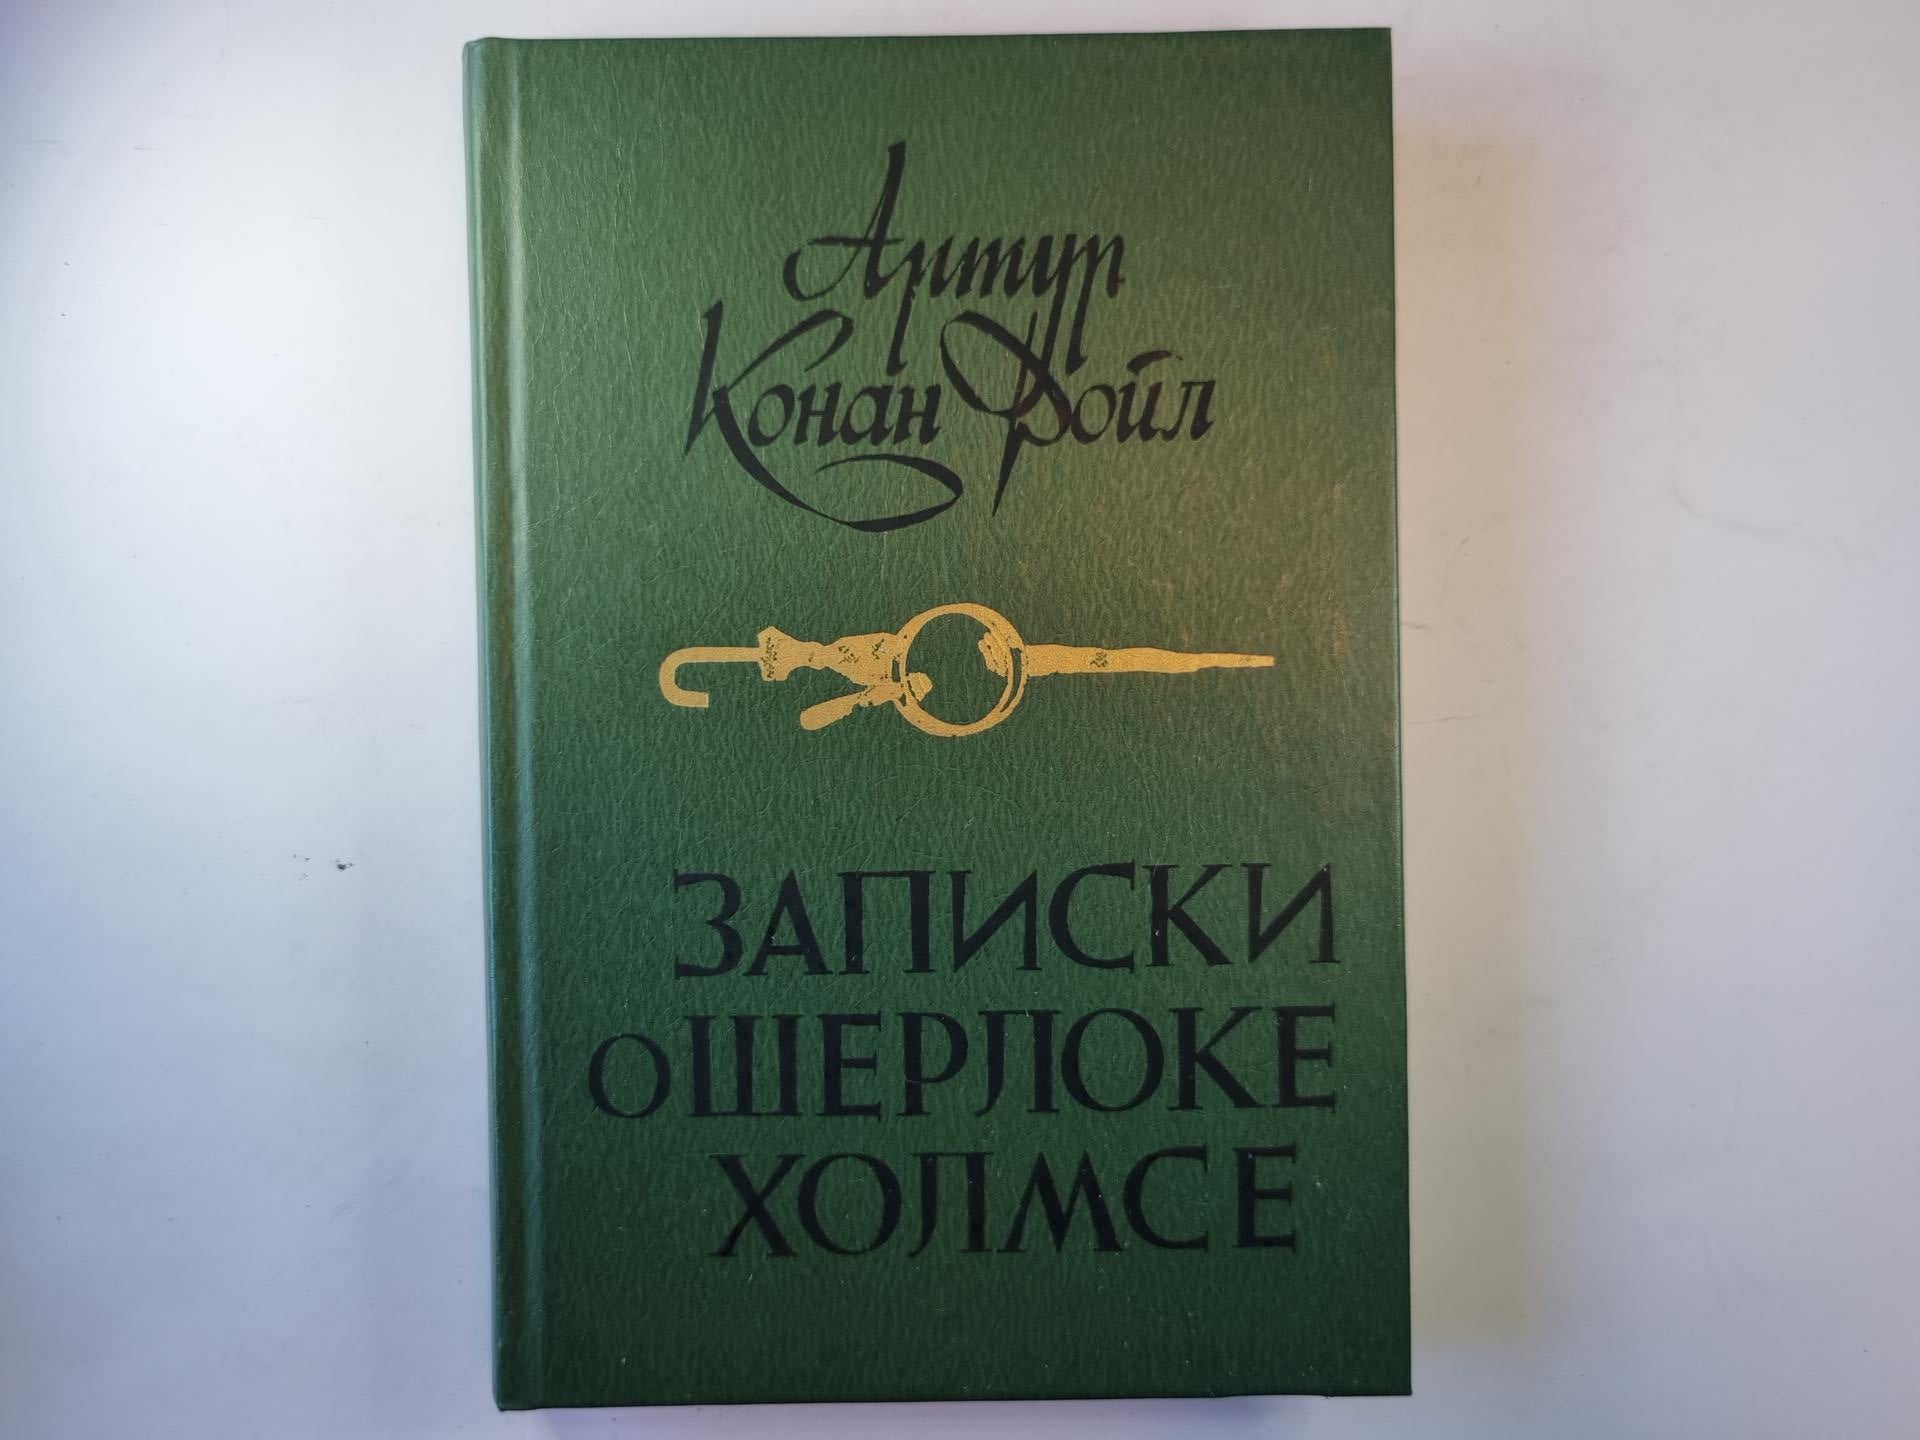 Артур
Конан Дойл
ЗАПИСКИ
О ШЕРЛОКЕ
ХОЛМСЕ